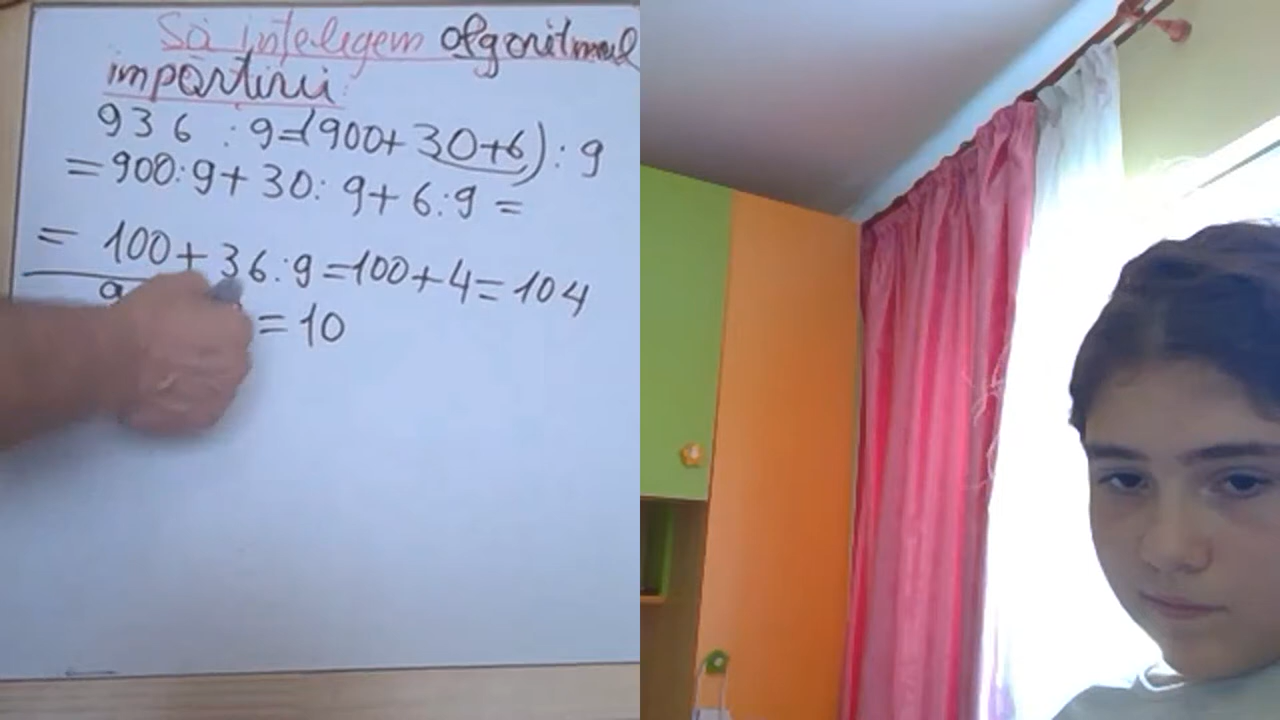 Să înțelegem algoritmul
împărțirii
936 : 9=(900+30+6):9
=900:9+30:9+6:9=
= 100+36:9=100+4=104
9
=10